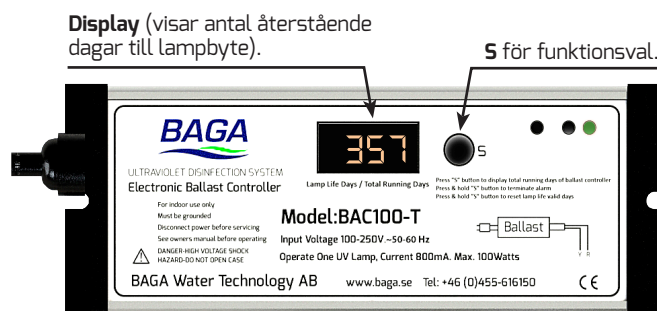 Display (visar antal återstående
dagar till lampbyte).
S för funktionsval.
BAGA
357
S
ULTRAVIOLET DISINFECTION SYSTEM
Electronic Ballast Controller
Lamp Life Days / Total Running Days
Press "S" button to display total running days of ballast controller
Press & hold "S" button to terminate alarm
Press & hold "S" button to reset lamp life valid days
For indoor use only
Must be grounded
Disconnect power before servicing
See owners manual before operating
DANGER-HIGH VOLTAGE SHOCK
HAZARD-DO NOT OPEN CASE
Model:BAC100-T
Input Voltage 100-250V.~50-60 Hz
Operate One UV Lamp, Current 800mA. Max. 100Watts
Ballast
Y R
BAGA Water Technology AB www.baga.se Tel: +46 (0)455-616150 CE